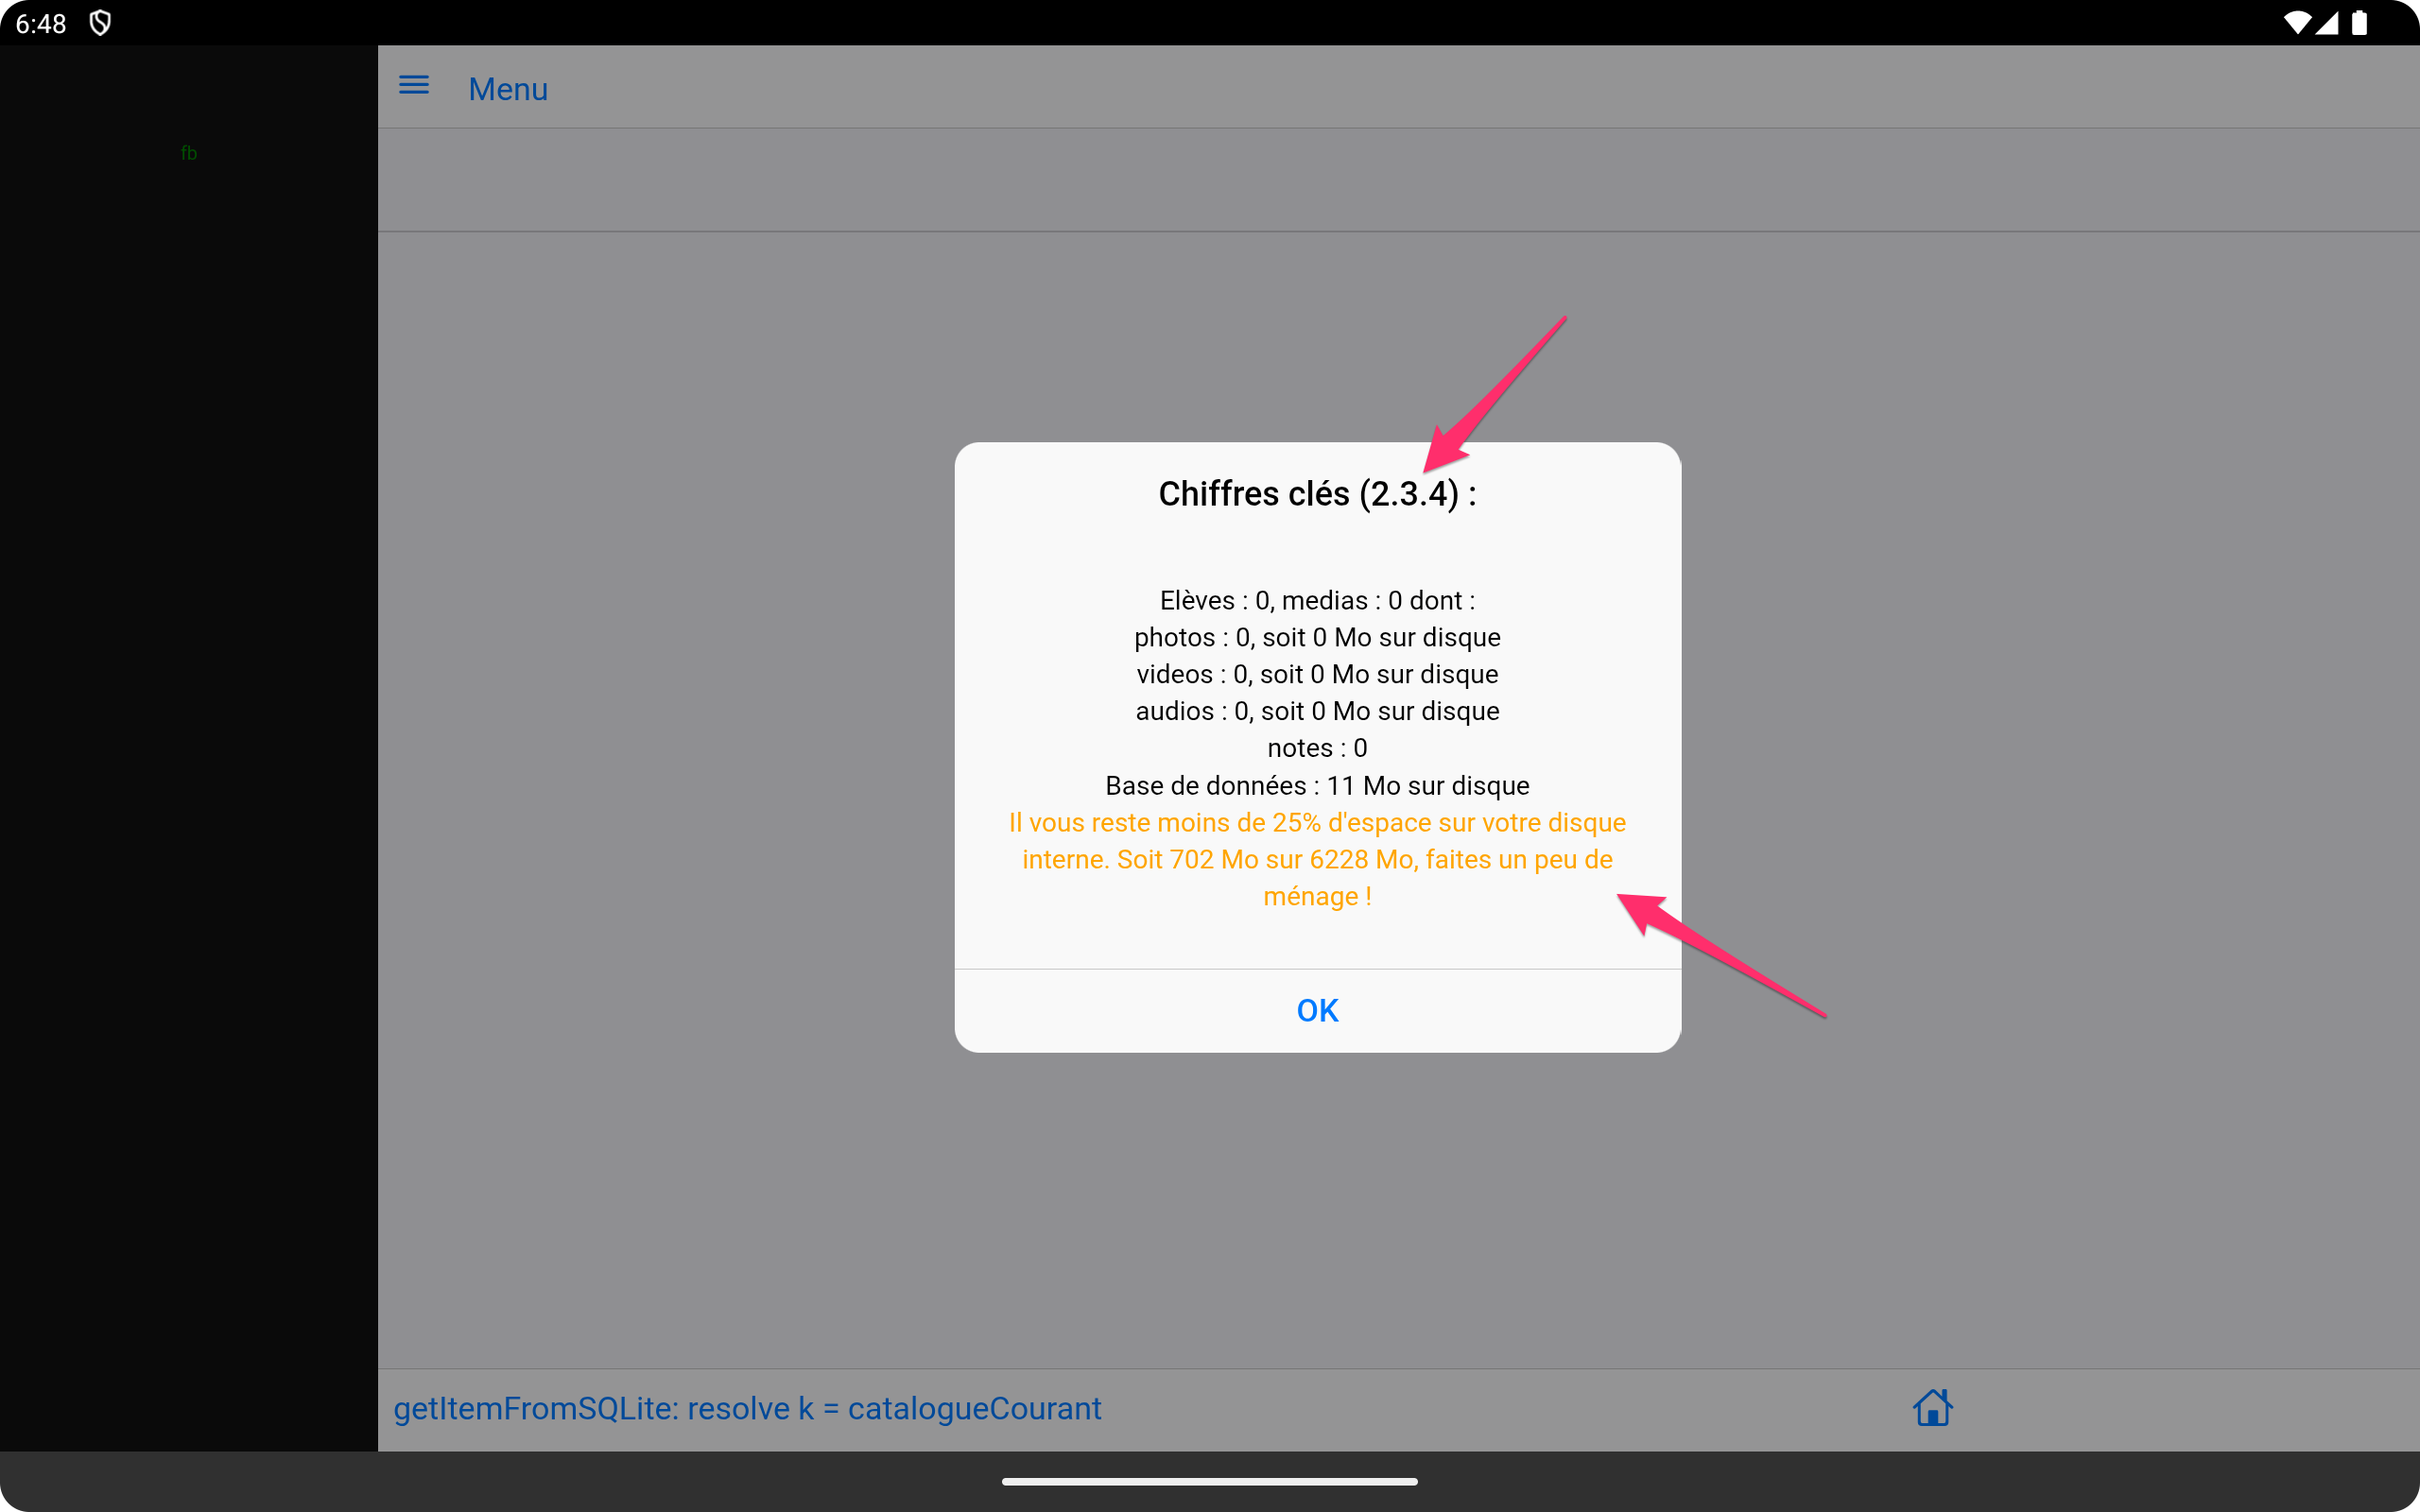 6:48
Menu
fb
Chiffres clés (2.3.4) :
Elèves : 0, medias : 0 dont :
photos : 0, soit 0 Mo sur disque
videos : 0, soit 0 Mo sur disque
audios : 0, soit 0 Mo sur disque
notes : 0
Base de données : 11 Mo sur disque
Il vous reste moins de 25% d'espace sur votre disque
interne. Soit 702 Mo sur 6228 Mo, faites un peu de
ménage !
OK
getItemFromSQLite: resolve k = catalogueCourant